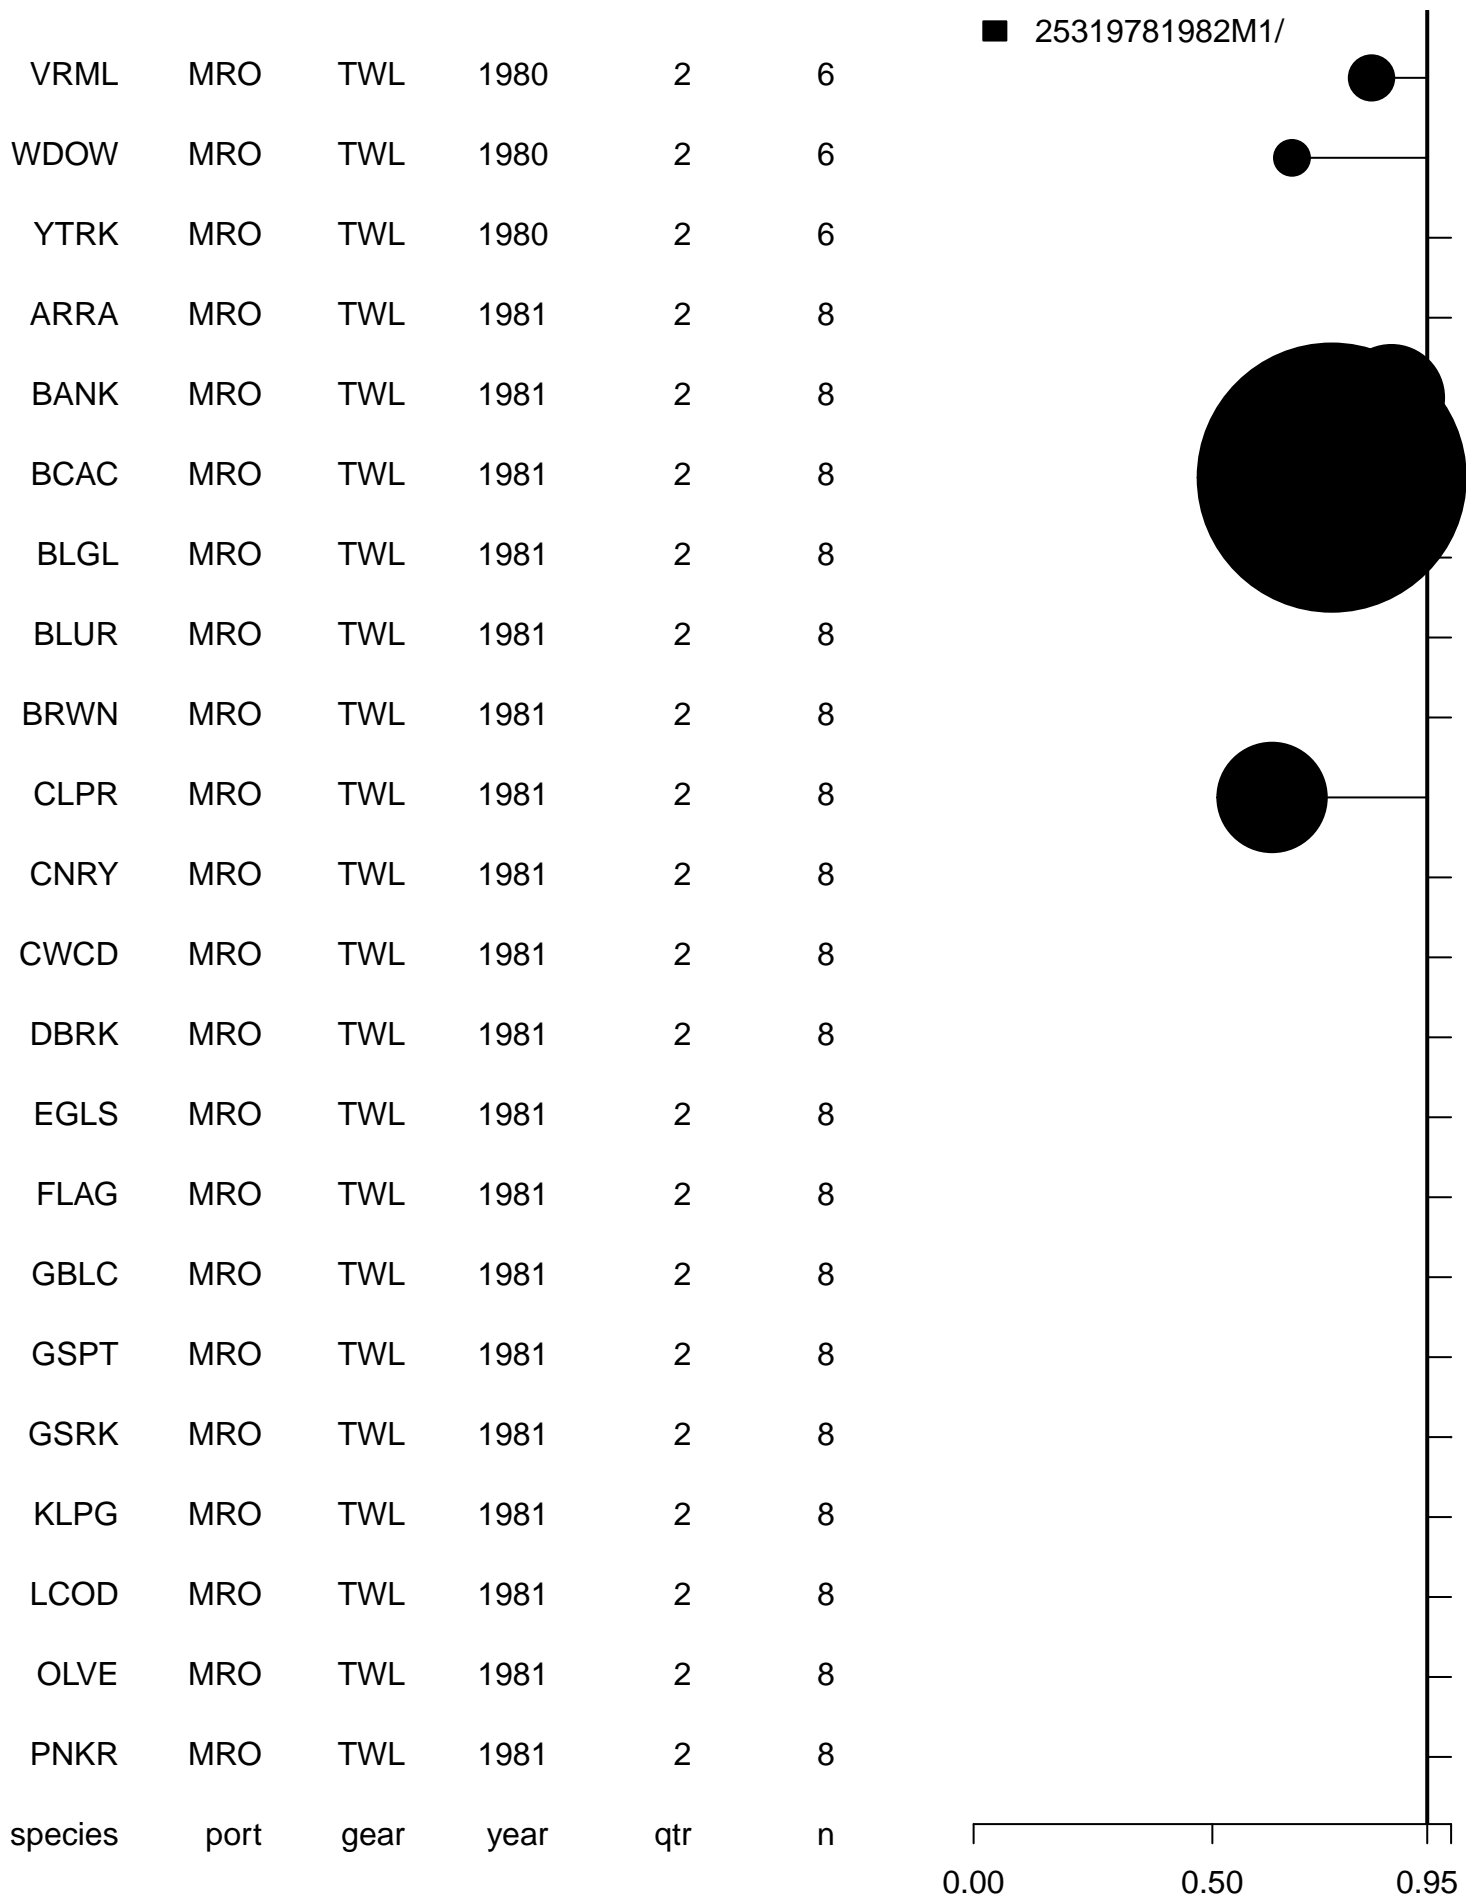 25319781982M1/
VRML MRO TWL 1980 2 6
WDOW MRO TWL 1980 2 6
YTRK MRO TWL 1980 2 6
ARRA MRO TWL 1981 2 8
BANK MRO TWL 1981 2 8
BCAC MRO TWL 1981 2 8
BLGL MRO TWL 1981 2 8
BLUR MRO TWL 1981 2 8
BRWN MRO TWL 1981 2 8
CLPR MRO TWL 1981 2 8
CNRY MRO TWL 1981 2 8
CWCD MRO TWL 1981 2 8
DBRK MRO TWL 1981 2 8
EGLS MRO TWL 1981 2 8
FLAG MRO TWL 1981 2 8
GBLC MRO TWL 1981 2 8
GSPT MRO TWL 1981 2 8
GSRK MRO TWL 1981 2 8
KLPG MRO TWL 1981 2 8
LCOD MRO TWL 1981 2 8
OLVE MRO TWL 1981 2 8
PNKR MRO TWL 1981 2 8
species port gear year qtr n
0.00 0.50 0.95